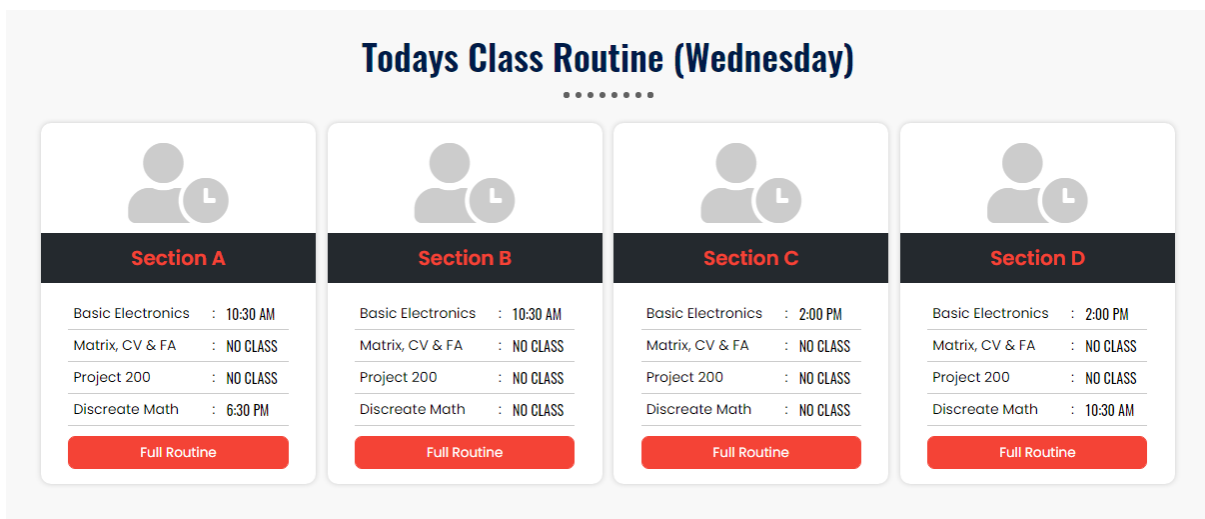 Todays Class Routine (Wednesday)
Section A
Basic Electronics : 10:30 AM
Matrix, CV & FA : NO CLASS
Project 200 : NO CLASS
Discreate Math : 6:30 PM
Full Routine
Section B
Basic Electronics : 10:30 AM
Matrix, CV & FA : NO CLASS
Project 200 : NO CLASS
Discreate Math : NO CLASS
Full Routine
Section C
Basic Electronics : 2:00 PM
Matrix, CV & FA : NO CLASS
Project 200 : NO CLASS
Discreate Math : NO CLASS
Full Routine
Section D
Basic Electronics : 2:00 PM
Matrix, CV & FA : NO CLASS
Project 200 : NO CLASS
Discreate Math : 10:30 AM
Full Routine